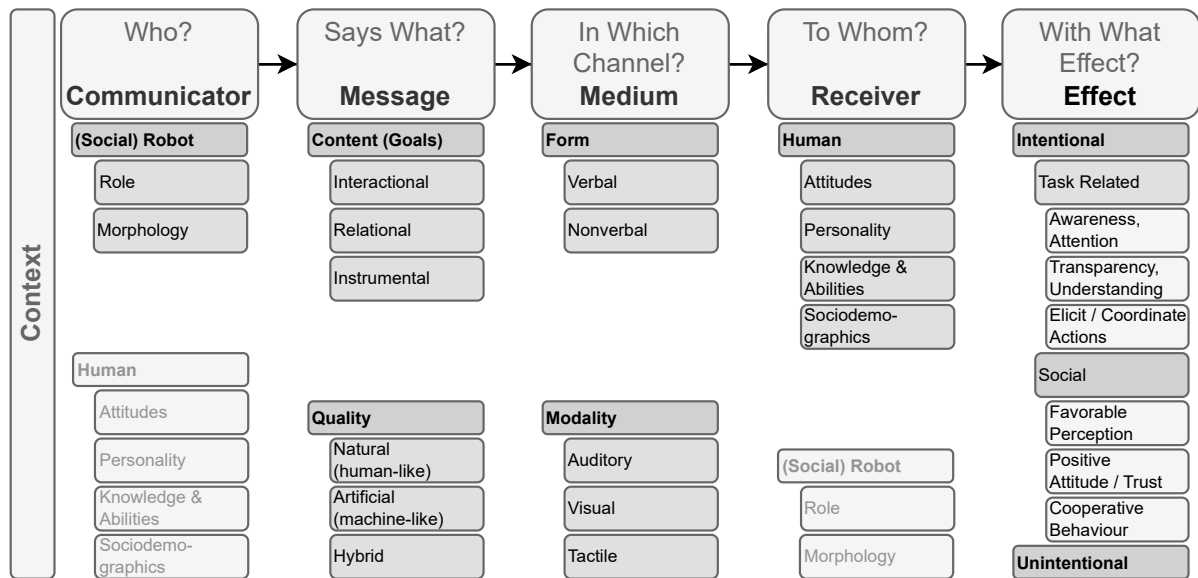 Context
Who?
Communicator
(Social) Robot
Role
Morphology
Human
Attitudes
Personality
Knowledge &
Abilities
Sociodemo-
graphics
Says What?
Message
Content (Goals)
Interactional
Relational
Instrumental
Quality
Natural
(human-like)
Artificial
(machine-like)
Hybrid
In Which
Channel?
Medium
Form
Verbal
Nonverbal
Modality
Auditory
Visual
Tactile
To Whom?
Receiver
Human
Attitudes
Personality
Knowledge &
Abilities
Sociodemo-
graphics
(Social) Robot
Role
Morphology
With What
Effect?
Effect
Intentional
Task Related
Awareness,
Attention
Transparency,
Understanding
Elicit / Coordinate
Actions
Social
Favorable
Perception
Positive
Attitude / Trust
Cooperative
Behaviour
Unintentional